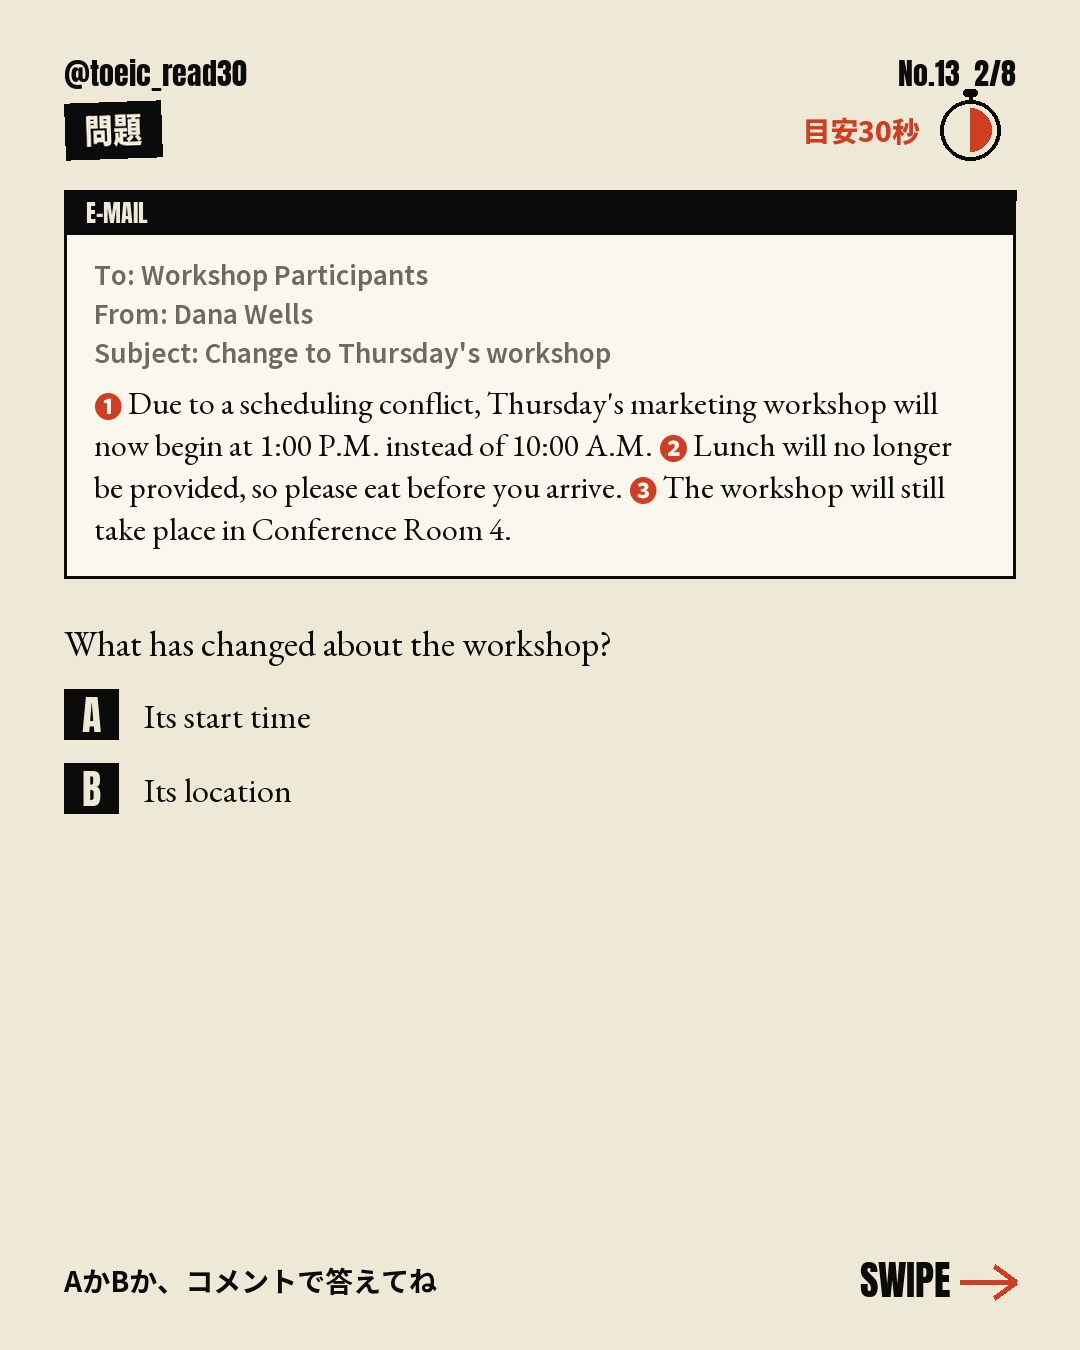 @toeic_read30
No.13 2/8
問題
目安30秒
E-MAIL
To: Workshop Participants
From: Dana Wells
Subject: Change to Thursday's workshop
❶ Due to a scheduling conflict, Thursday's marketing workshop will
now begin at 1:00 P.M. instead of 10:00 A.M. ❷ Lunch will no longer
be provided, so please eat before you arrive. ❸ The workshop will still
take place in Conference Room 4.
What has changed about the workshop?
A Its start time
B Its location
AかBか、コメントで答えてね
SWIPE